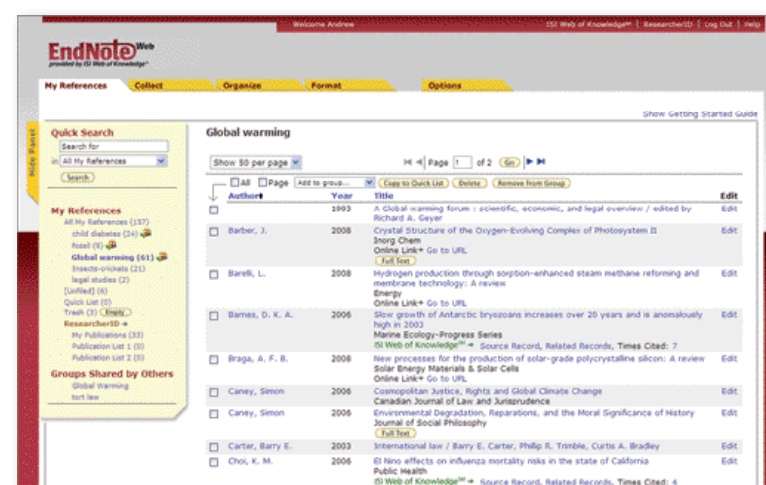 Welcome Andrew
ISI Web of Knowledge℠ | ResearcherID | Log Out | Help
EndNote Web
provided by ISI Web of Knowledge℠
My References Collect Organize Format Options
Show Getting Started Guide
Hide Panel
Quick Search
Search for
in All My References
Search
My References
All My References (157)
child diabetes (24)
fossil (9)
Global warming (61)
Insects-crickets (21)
legal studies (2)
[Unfiled] (6)
Quick List (0)
Trash (3) Empty
ResearcherID
My Publications (33)
Publication List 1 (0)
Publication List 2 (0)
Groups Shared by Others
Global Warming
tort law
Global warming
Show 50 per page
Page 1 of 2 Go
All Page Add to group... Copy to Quick List Delete Remove from Group
Author Year Title Edit
1993 A Global warming forum : scientific, economic, and legal overview / edited by Edit
Richard A. Geyer
Barber, J. 2008 Crystal Structure of the Oxygen-Evolving Complex of Photosystem II Edit
Inorg Chem
Online Link→ Go to URL
Full Text
Barelli, L. 2008 Hydrogen production through sorption-enhanced steam methane reforming and Edit
membrane technology: A review
Energy
Online Link→ Go to URL
Barnes, D. K. A. 2006 Slow growth of Antarctic bryozoans increases over 20 years and is anomalously Edit
high in 2003
Marine Ecology-Progress Series
ISI Web of Knowledge℠→ Source Record, Related Records, Times Cited: 7
Braga, A. F. B. 2008 New processes for the production of solar-grade polycrystalline silicon: A review Edit
Solar Energy Materials & Solar Cells
Online Link→ Go to URL
Caney, Simon 2006 Cosmopolitan Justice, Rights and Global Climate Change Edit
Canadian Journal of Law and Jurisprudence
Caney, Simon 2006 Environmental Degradation, Reparations, and the Moral Significance of History Edit
Journal of Social Philosophy
Full Text
Carter, Barry E. 2003 International law / Barry E. Carter, Phillip R. Trimble, Curtis A. Bradley Edit
Choi, K. M. 2006 El Nino effects on influenza mortality risks in the state of California Edit
Public Health
ISI Web of Knowledge℠→ Source Record, Related Records, Times Cited: 4